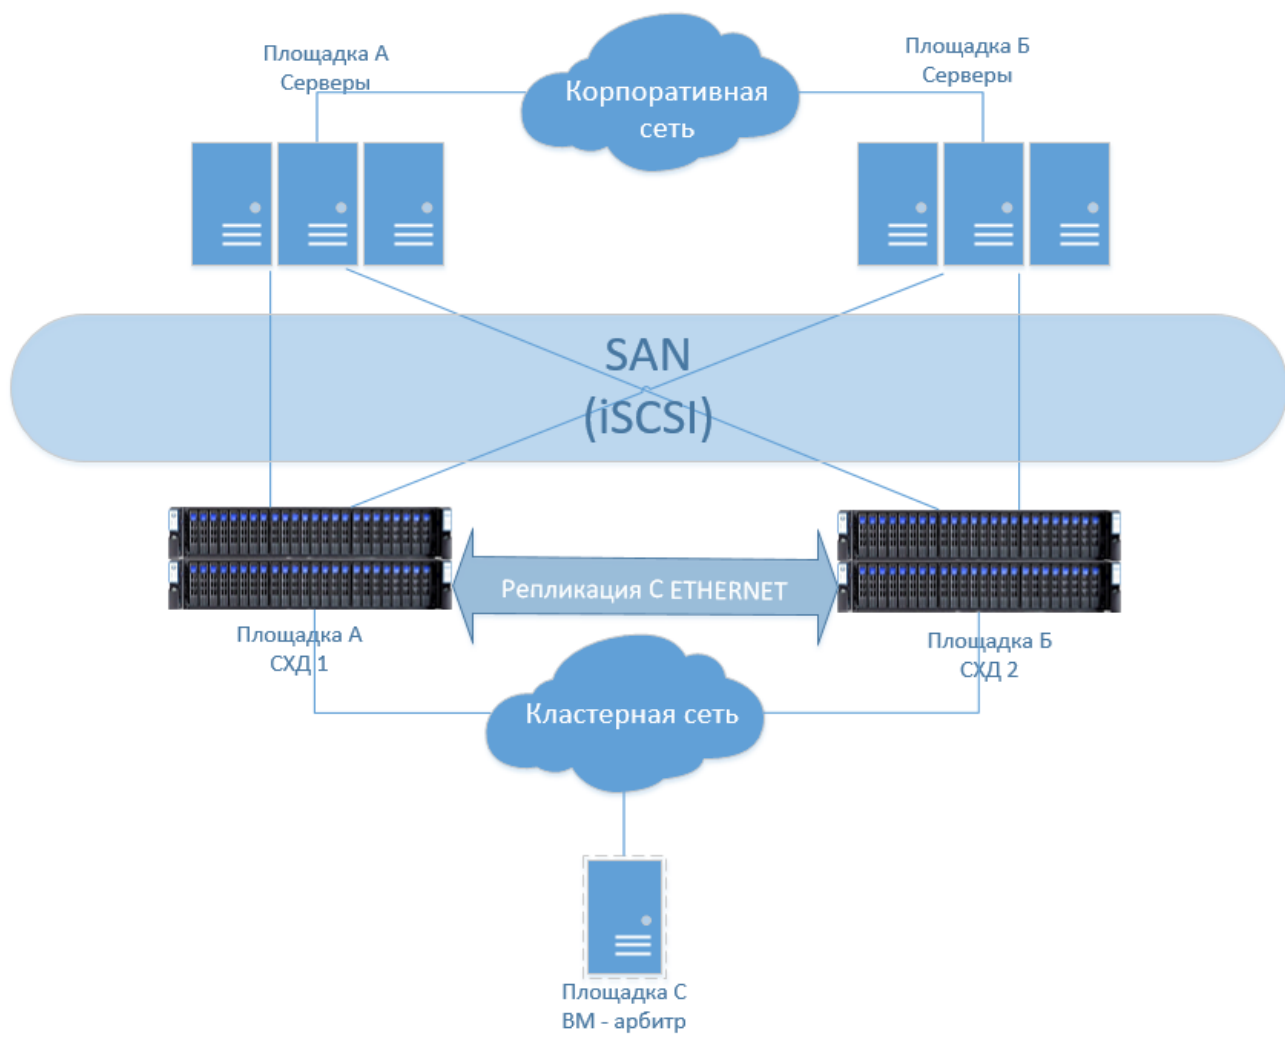 Площадка А
Серверы
Корпоративная
сеть
Площадка Б
Серверы
SAN
(iSCSI)
Репликация С ETHERNET
Площадка А
СХД 1
Площадка Б
СХД 2
Кластерная сеть
Площадка С
ВМ - арбитр